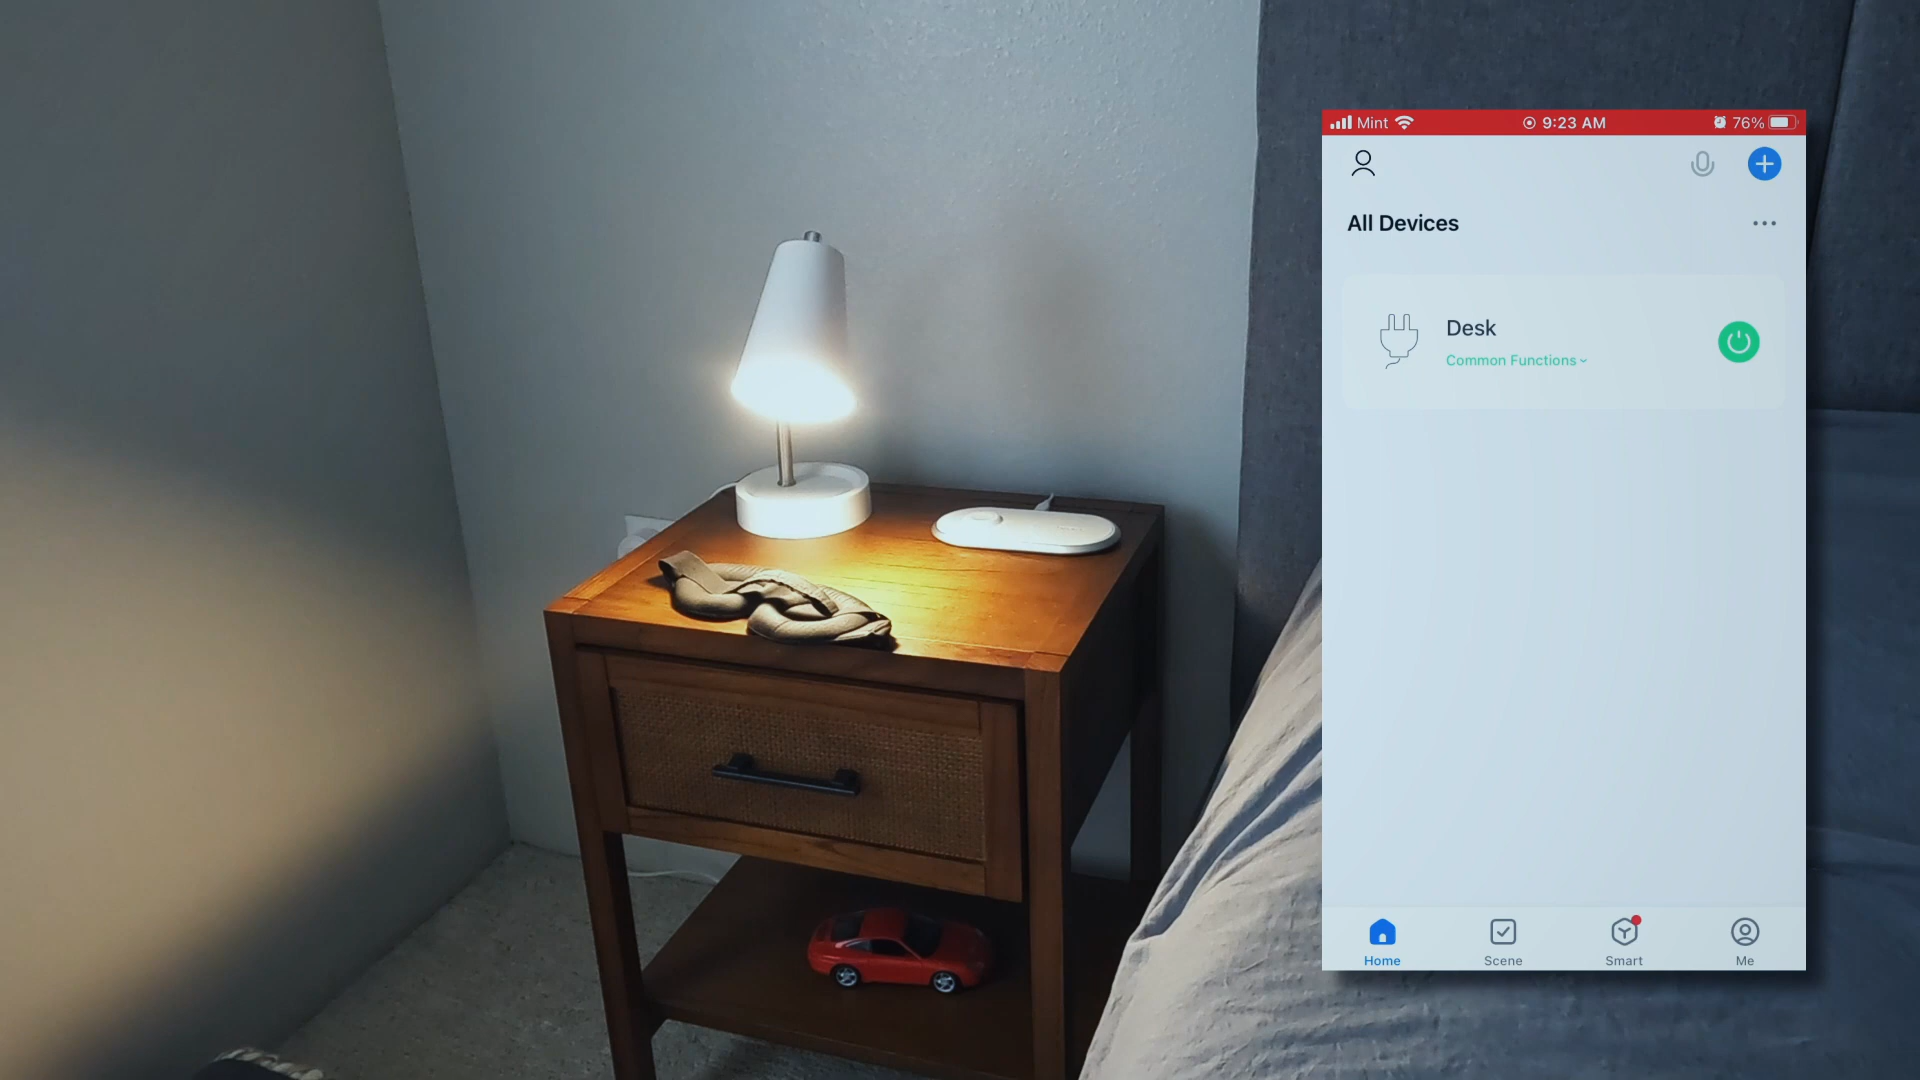 Mint 9:23 AM 76%
All Devices
Desk
Common Functions
Home Scene Smart Me